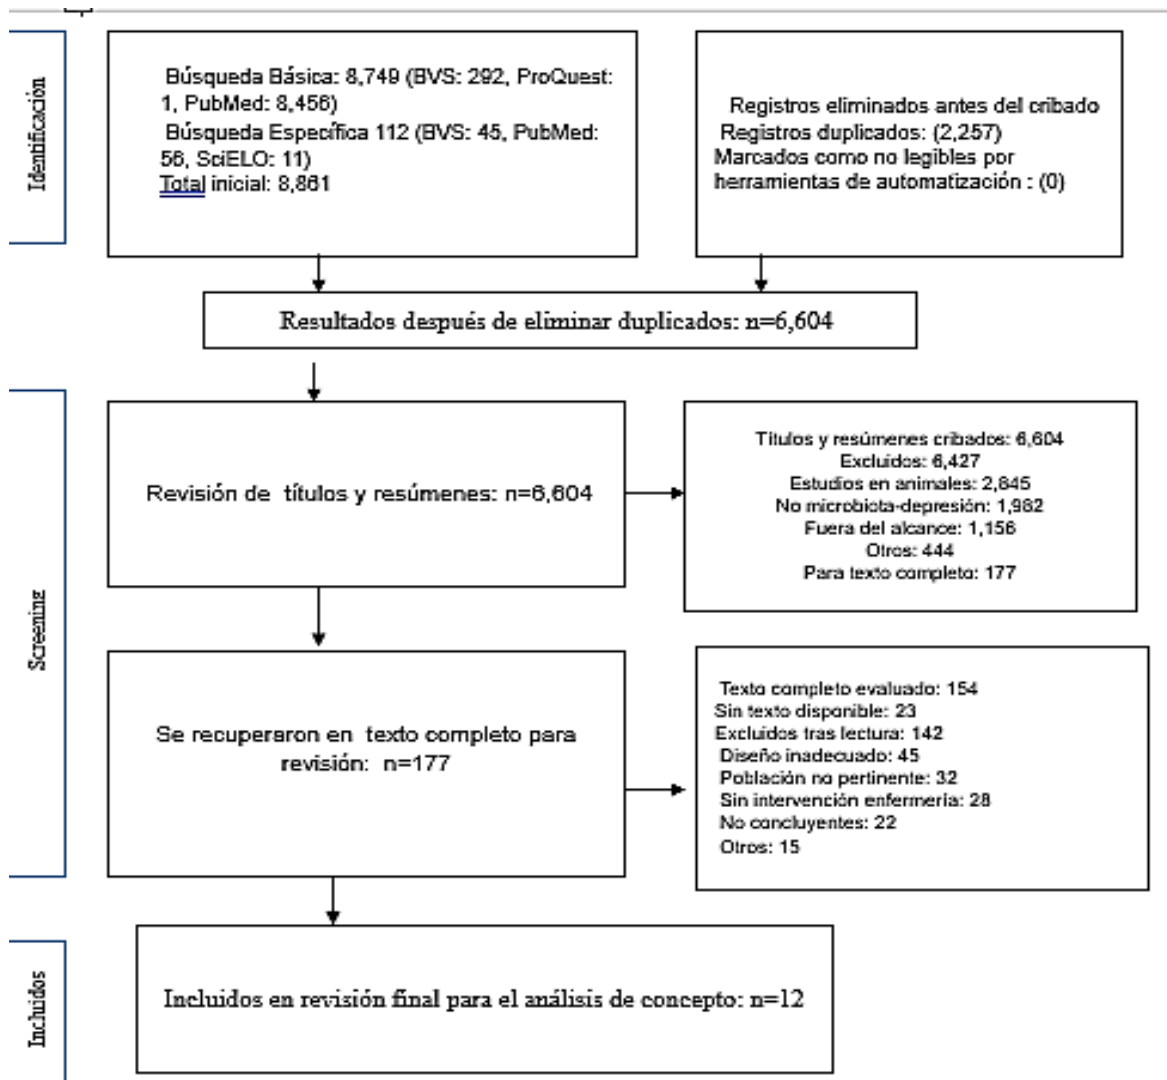 Identificación
Búsqueda Básica: 8,749 (BVS: 292, ProQuest:
1, PubMed: 8,456)
Búsqueda Específica 112 (BVS: 45, PubMed:
56, SciELO: 11)
Total inicial: 8,861
Registros eliminados antes del cribado
Registros duplicados: (2,257)
Marcados como no legibles por
herramientas de automatización : (0)
Resultados después de eliminar duplicados: n=6,604
Screening
Revisión de títulos y resúmenes: n=6,604
Títulos y resúmenes cribados: 6,604
Excluidos: 6,427
Estudios en animales: 2,845
No microbiota-depresión: 1,982
Fuera del alcance: 1,156
Otros: 444
Para texto completo: 177
Se recuperaron en texto completo para
revisión: n=177
Texto completo evaluado: 154
Sin texto disponible: 23
Excluidos tras lectura: 142
Diseño inadecuado: 45
Población no pertinente: 32
Sin intervención enfermería: 28
No concluyentes: 22
Otros: 15
Incluidos
Incluidos en revisión final para el análisis de concepto: n=12